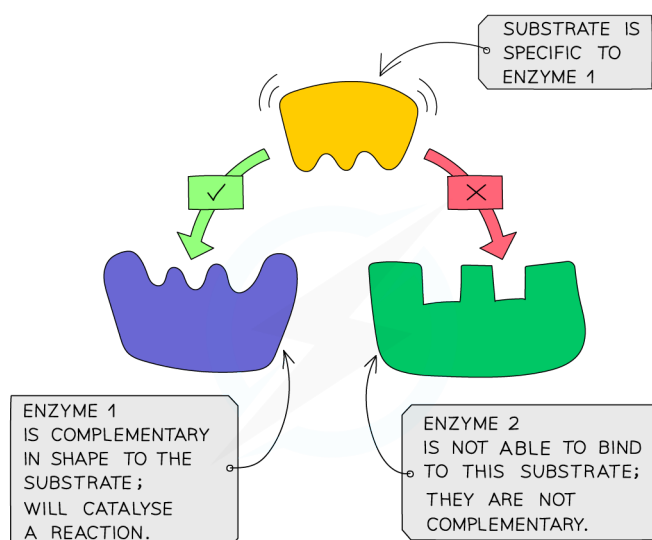 SUBSTRATE IS
SPECIFIC TO
ENZYME 1
ENZYME 1
IS COMPLEMENTARY
IN SHAPE TO THE
SUBSTRATE;
WILL CATALYSE
A REACTION.
ENZYME 2
IS NOT ABLE TO BIND
TO THIS SUBSTRATE;
THEY ARE NOT
COMPLEMENTARY.